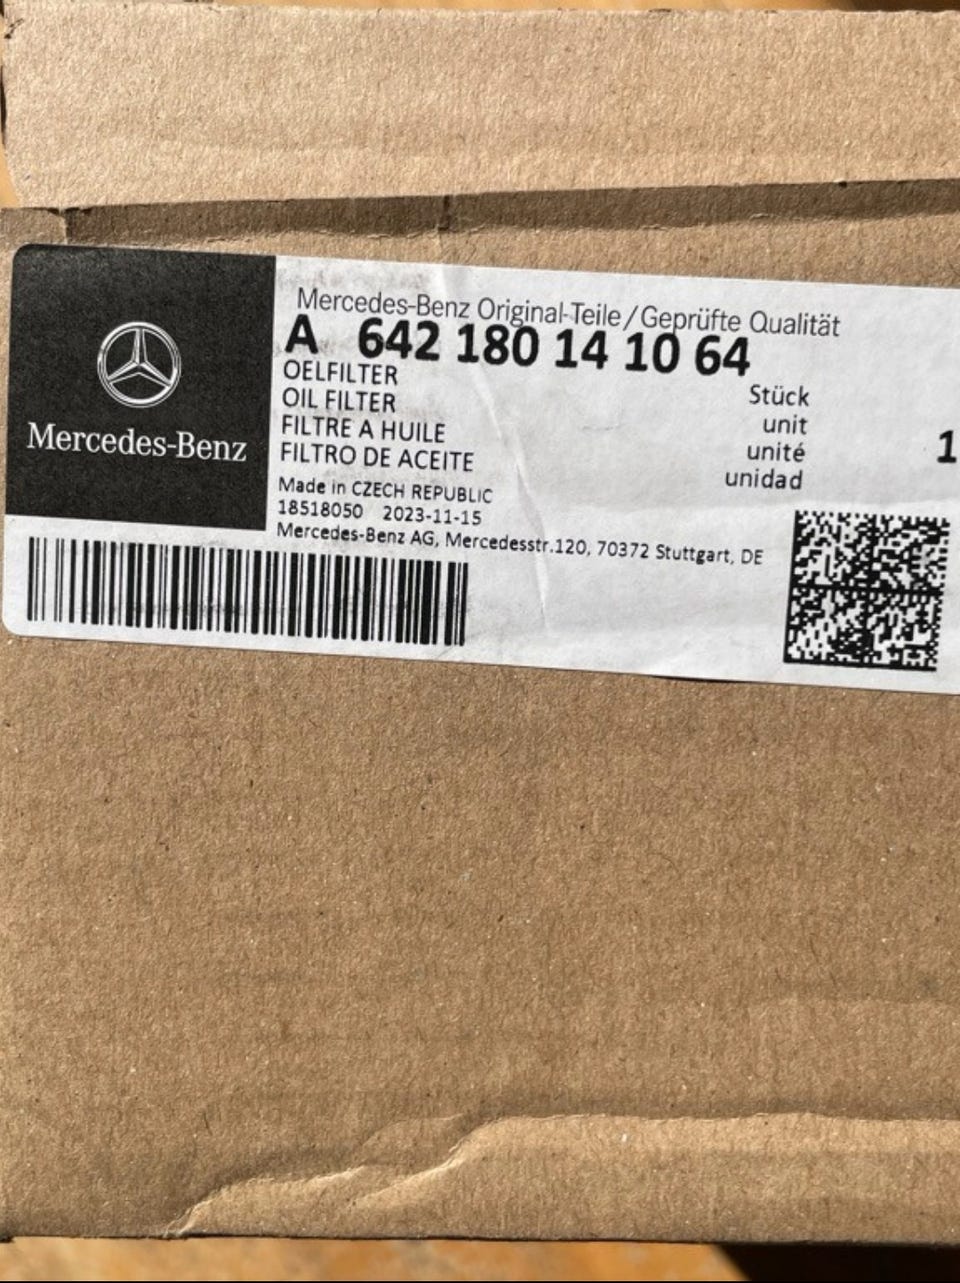 Mercedes-Benz
Mercedes-Benz Original-Teile/Geprüfte Qualität
A 642 180 14 10 64
OELFILTER
OIL FILTER
FILTRE A HUILE
FILTRO DE ACEITE
Stück
unit
unité
unidad
1
Made in CZECH REPUBLIC
18518050 2023-11-15
Mercedes-Benz AG, Mercedesstr.120, 70372 Stuttgart, DE